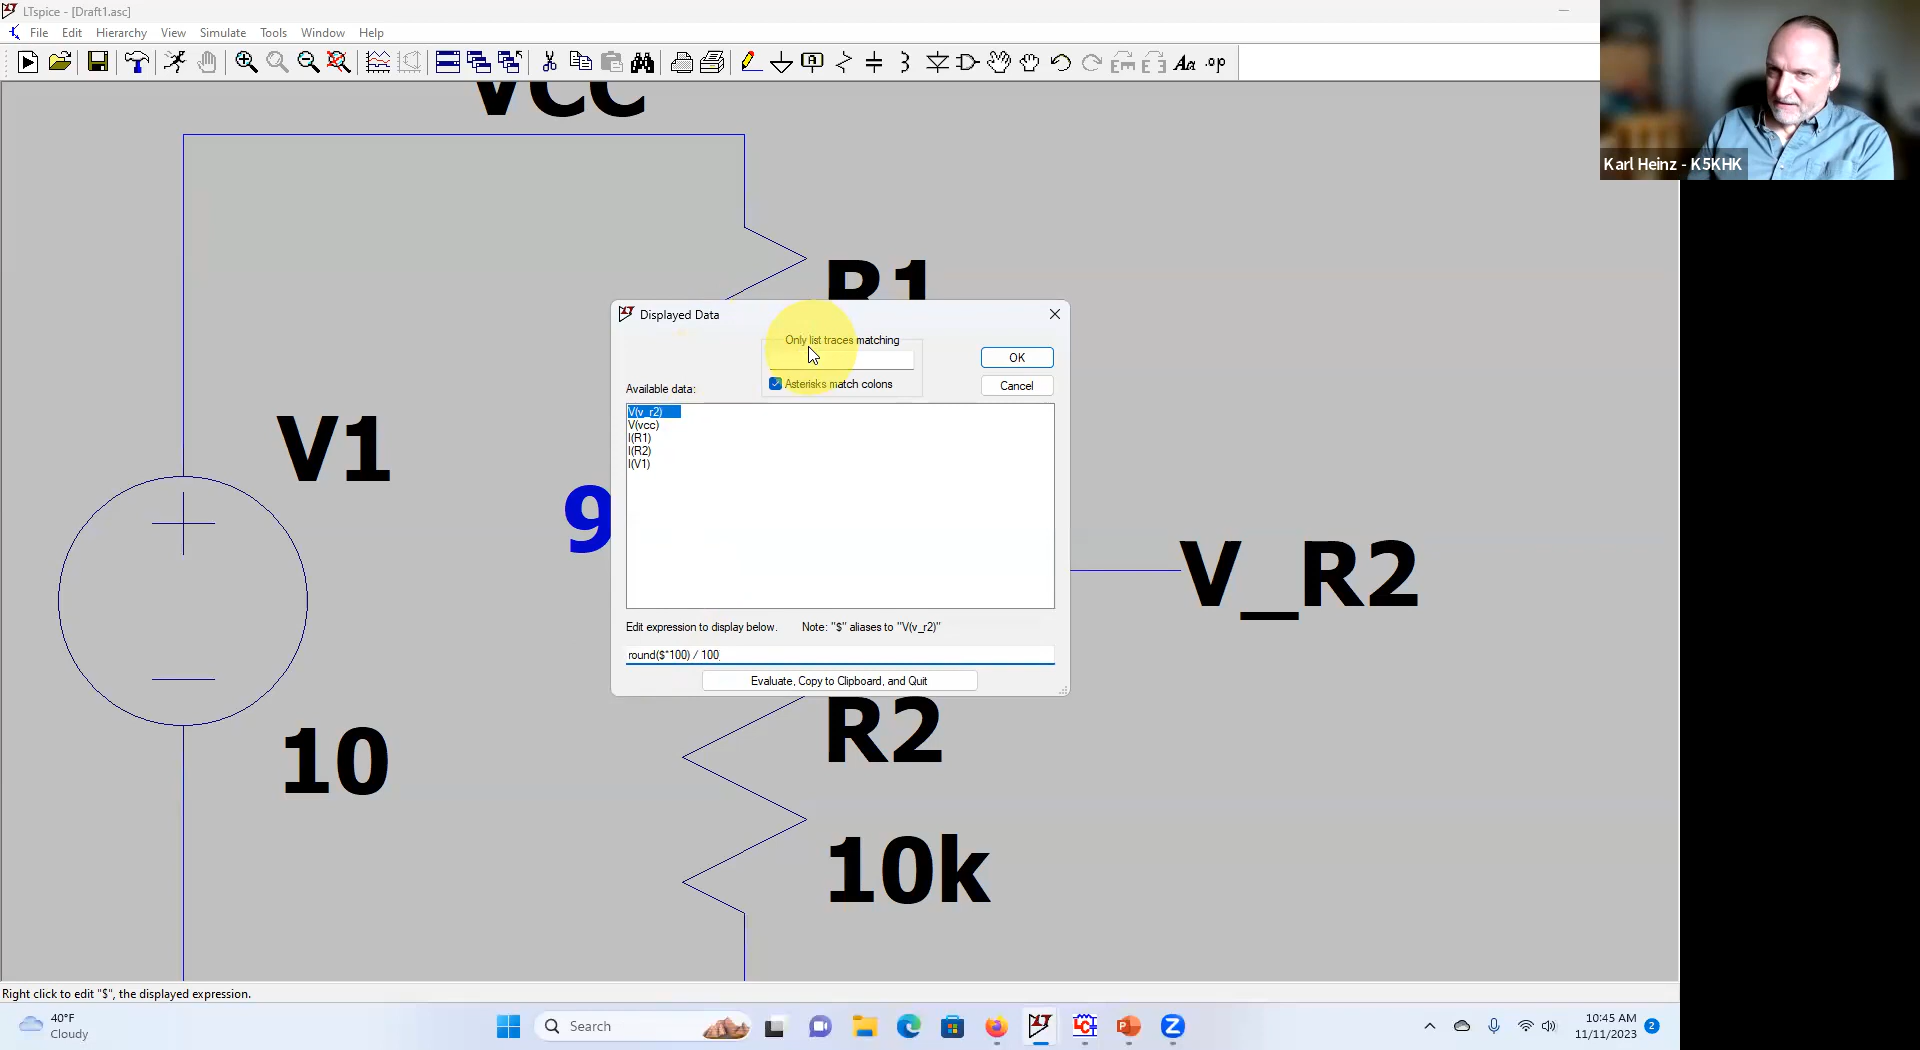 LTspice - [Draft1.asc]
File Edit Hierarchy View Simulate Tools Window Help
Aa .op
VCC
Karl Heinz - K5KHK
R1
Displayed Data
Only list traces matching
OK
Asterisks match colons
Cancel
Available data:
V(v_r2)
V(vcc)
I(R1)
I(R2)
I(V1)
V1
9
V_R2
Edit expression to display below. Note: "$" aliases to "V(v_r2)"
round($*100) / 100
Evaluate, Copy to Clipboard, and Quit
R2
10
10k
Right click to edit "$", the displayed expression.
40°F
Cloudy
Search
10:45 AM
11/11/2023
2